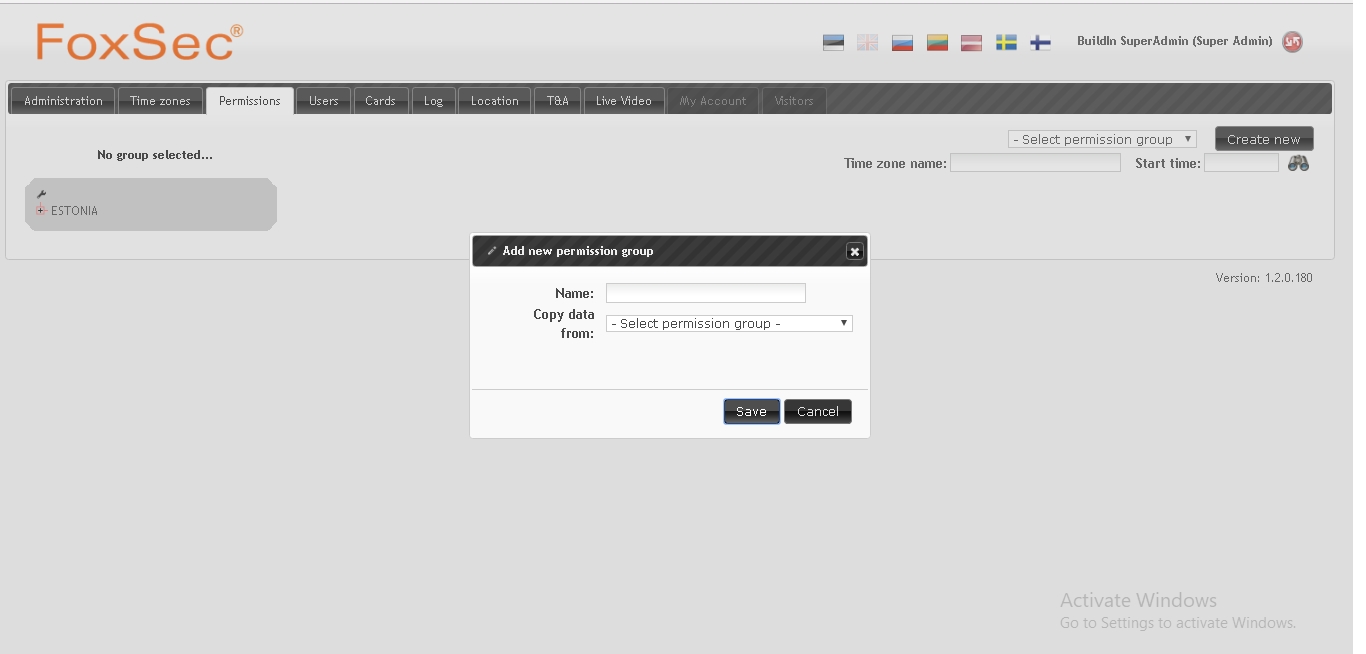 FoxSec®
BuildIn SuperAdmin (Super Admin)
Administration Time zones Permissions Users Cards Log Location T&A Live Video My Account Visitors
- Select permission group Create new
No group selected...
Time zone name: Start time:
ESTONIA
Add new permission group
Version: 1.2.0.180
Name:
Copy data
from: - Select permission group -
Save Cancel
Activate Windows
Go to Settings to activate Windows.